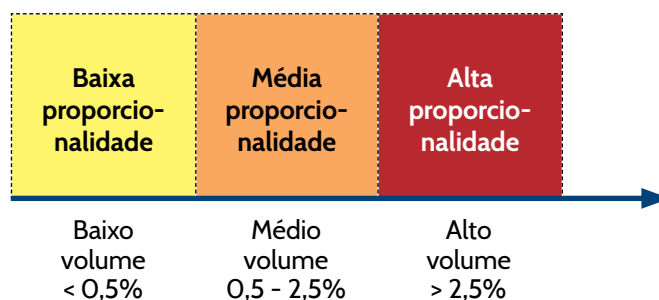 Baixa
proporcio-
nalidade
Média
proporcio-
nalidade
Alta
proporcio-
nalidade
Baixo
volume
< 0,5%
Médio
volume
0,5 - 2,5%
Alto
volume
> 2,5%